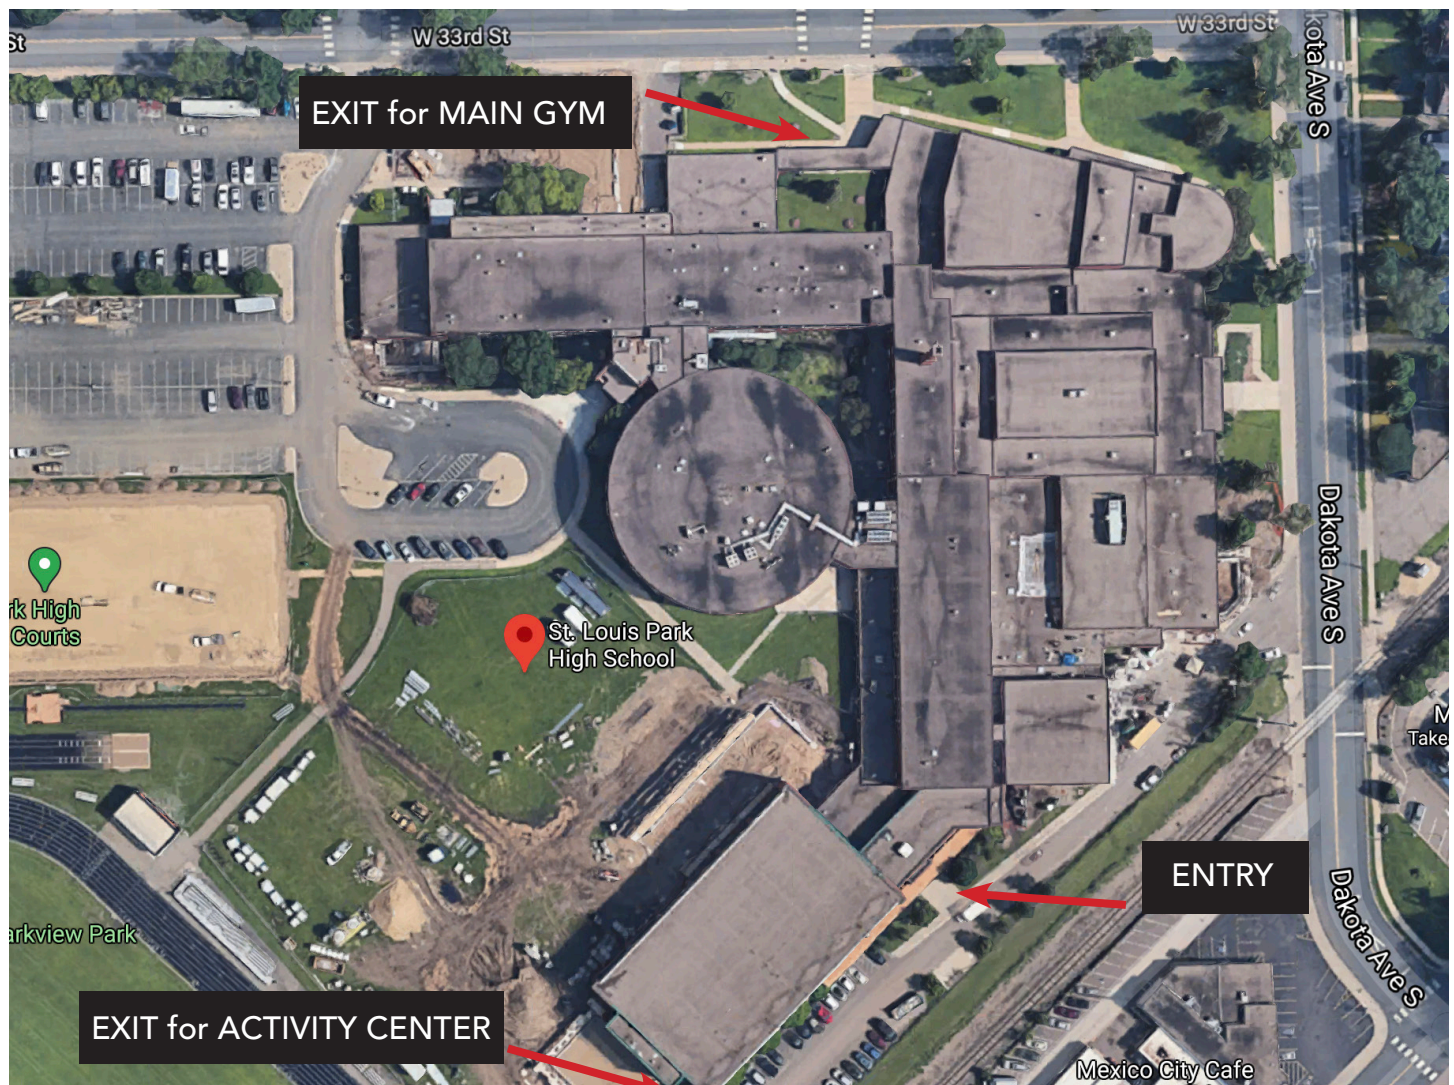 St
W 33rd St
W 33rd St
kota Ave S
EXIT for MAIN GYM
Dakota Ave S
rk High
Courts
St. Louis Park
High School
M
Take
ENTRY
Dakota Ave S
arkview Park
EXIT for ACTIVITY CENTER
Mexico City Cafe